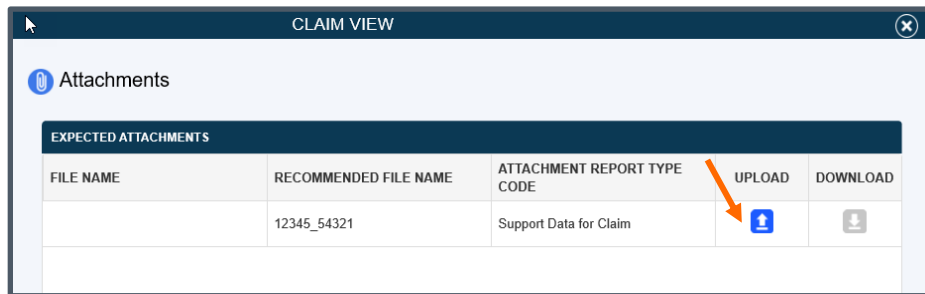 CLAIM VIEW
Attachments
EXPECTED ATTACHMENTS
FILE NAME RECOMMENDED FILE NAME ATTACHMENT REPORT TYPE CODE UPLOAD DOWNLOAD
12345_54321 Support Data for Claim